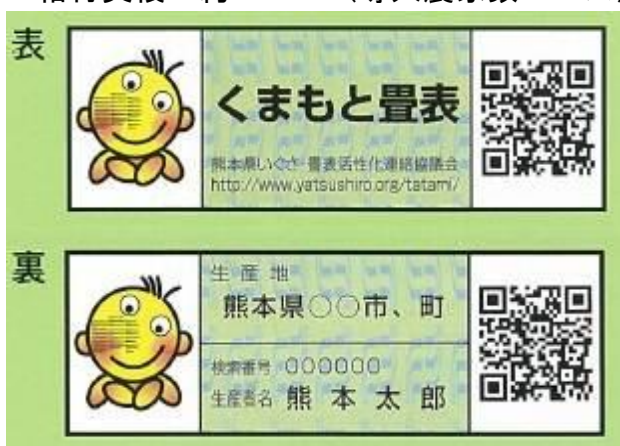 表
くまもと畳表
熊本県いぐさ・畳表活性化連絡協議会
http://www.yatsushiro.org/tatami/
裏
生産地
熊本県○○市、町
検索番号 000000
生産者名 熊本太郎